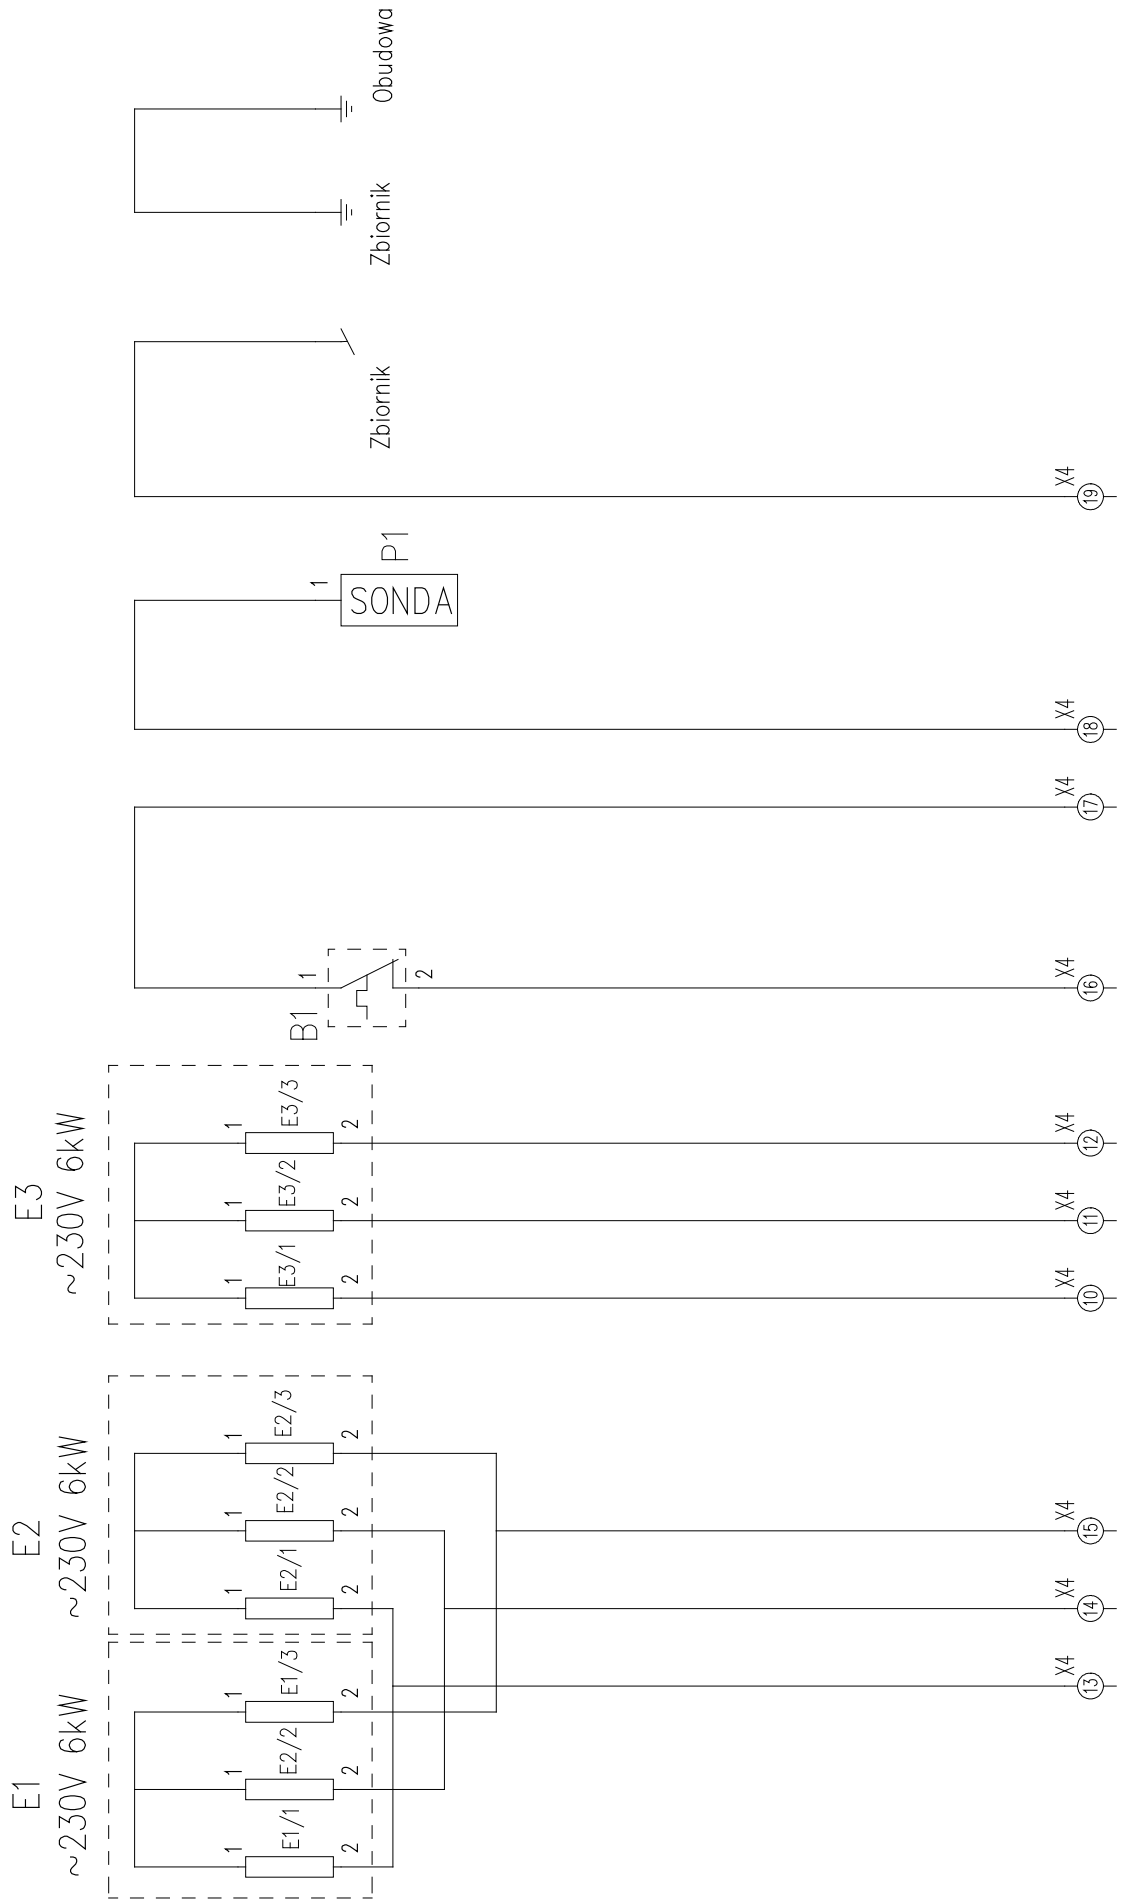 E1
~230V 6kW
E2
~230V 6kW
E3
~230V 6kW
1
1
1
1
1
1
1
1
1
E1/1
E2/2
E1/3
E2/1
E2/2
E2/3
E3/1
E3/2
E3/3
2
2
2
2
2
2
2
2
2
B1
1
2
1
SONDA
P1
Zbiornik
Zbiornik
Obudowa
X4
13
X4
14
X4
15
X4
10
X4
11
X4
12
X4
16
X4
17
X4
18
X4
19